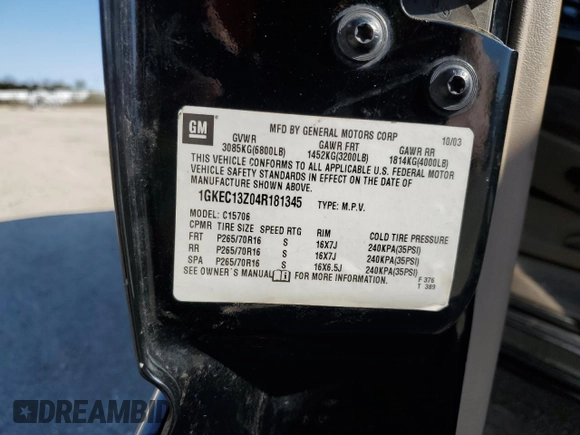 GM
MFD BY GENERAL MOTORS CORP 10/03
GVWR GAWR FRT GAWR RR
3085KG(6800LB) 1452KG(3200LB) 1814KG(4000LB)
THIS VEHICLE CONFORMS TO ALL APPLICABLE U.S. FEDERAL MOTOR
VEHICLE SAFETY STANDARDS IN EFFECT ON THE DATE OF
MANUFACTURE SHOWN ABOVE.
1GKEC13Z04R181345 TYPE: M.P.V.
MODEL: C15706
CPMR TIRE SIZE SPEED RTG RIM COLD TIRE PRESSURE
FRT P265/70R16 S 16X7J 240KPA(35PSI)
RR P265/70R16 S 16X7J 240KPA(35PSI)
SPA P265/70R16 S 16X6.5J 240KPA(35PSI)
SEE OWNER`S MANUAL FOR MORE INFORMATION.
F 376
T 389
DREAMBID